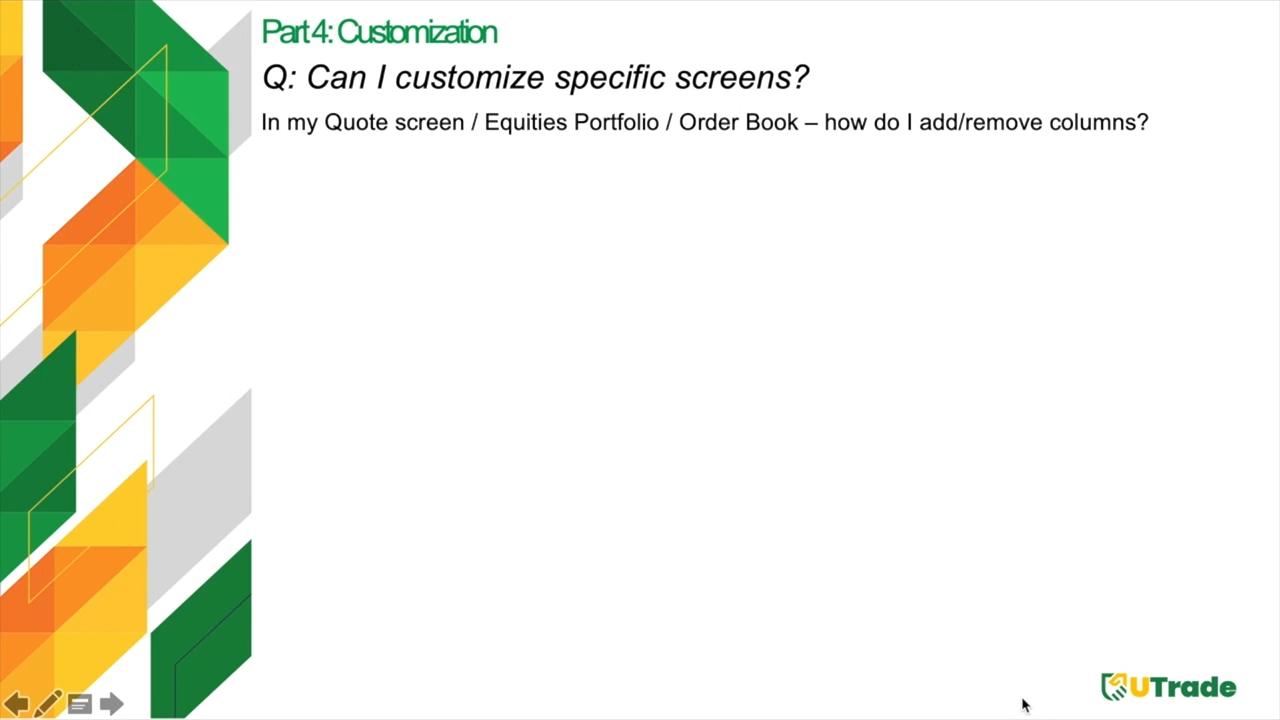 Part 4: Customization
Q: Can I customize specific screens?
In my Quote screen / Equities Portfolio / Order Book – how do I add/remove columns?
UTrade